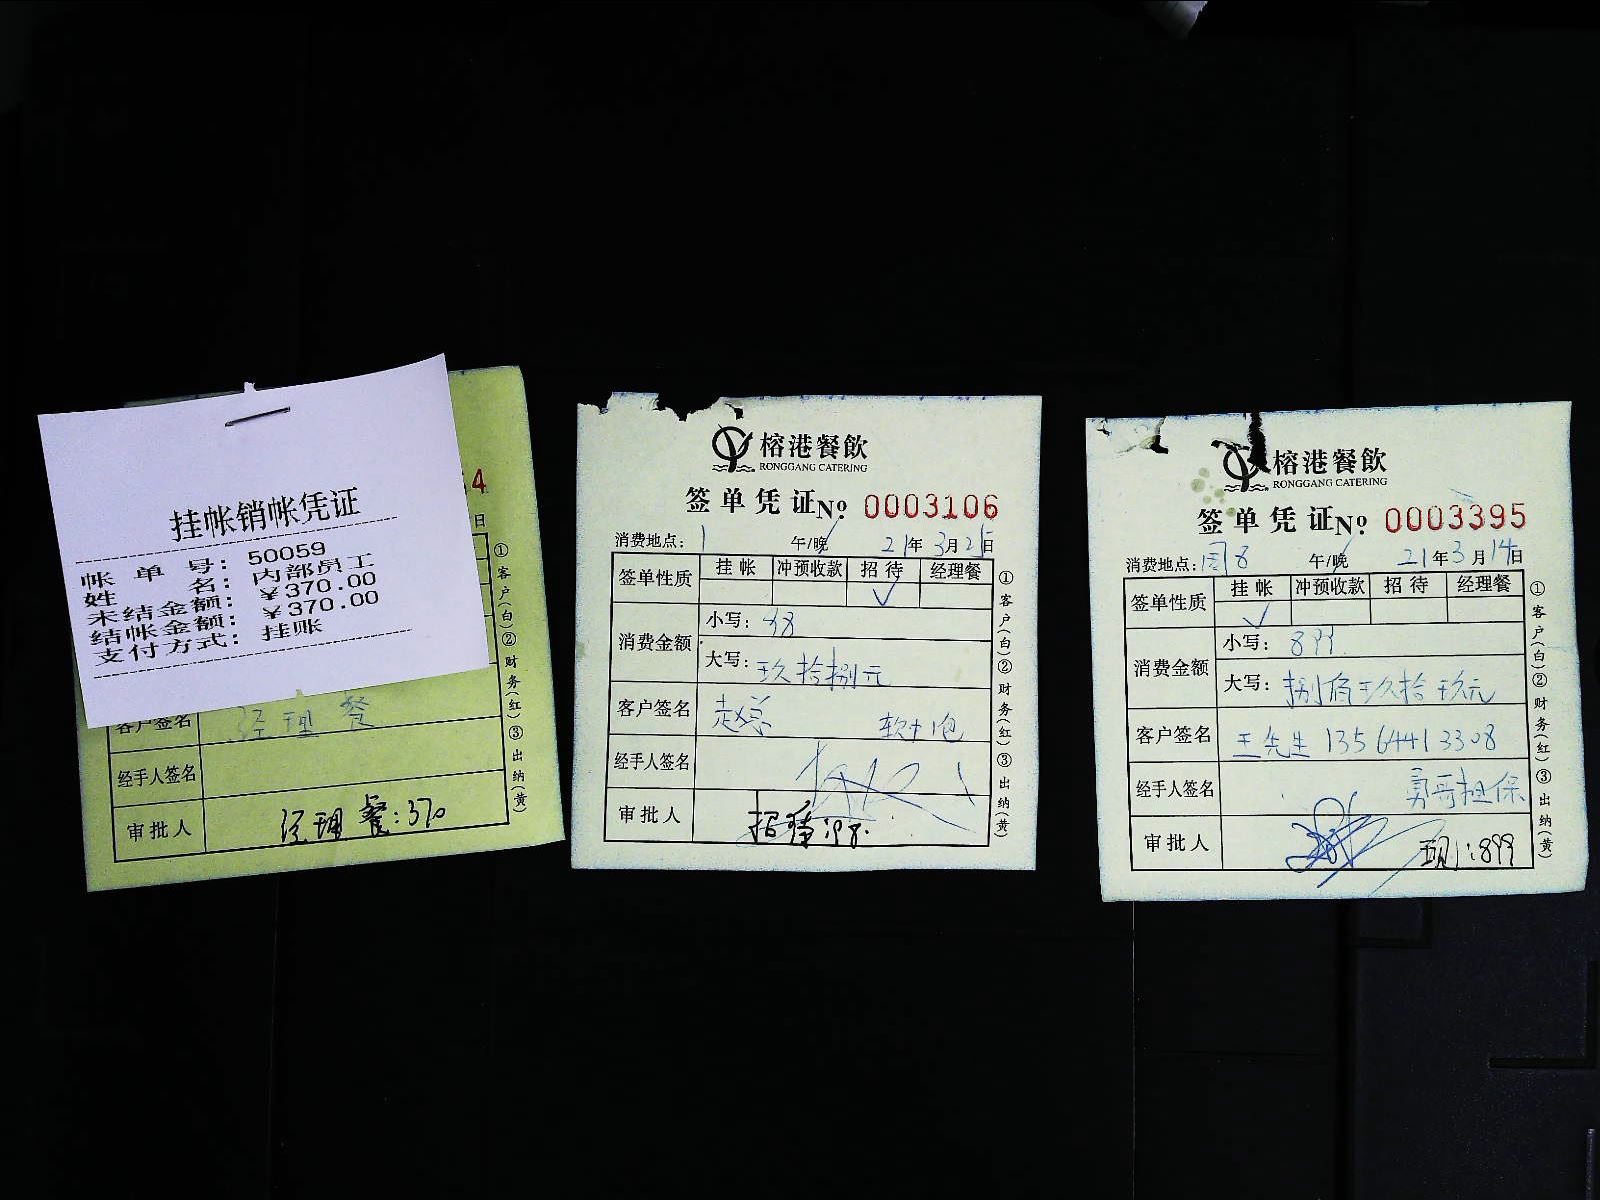 挂帐销帐凭证
帐单号：50059
姓名：内部员工
未结金额：￥370.00
结帐金额：￥370.00
支付方式：挂账
4
日
客户签名 经理餐
经手人签名
审批人 经理餐:370
①客户(白)②财务(红)③出纳(黄)
榕港餐飲
RONGGANG CATERING
签单凭证 № 0003106
消费地点：1 午/晚 21年3月25日
签单性质 挂帐 冲预收款 招待 经理餐
√
消费金额 小写：98
大写：玖拾捌元
客户签名 赵总 软中1包
经手人签名
审批人 招待:98.
①客户(白)②财务(红)③出纳(黄)
榕港餐飲
RONGGANG CATERING
签单凭证 № 0003395
消费地点：周8 午/晚 21年3月14日
签单性质 挂帐 冲预收款 招待 经理餐
√
消费金额 小写：899.
大写：捌佰玖拾玖元
客户签名 王先生 13564413308
经手人签名 勇哥担保
审批人 现:899
①客户(白)②财务(红)③出纳(黄)